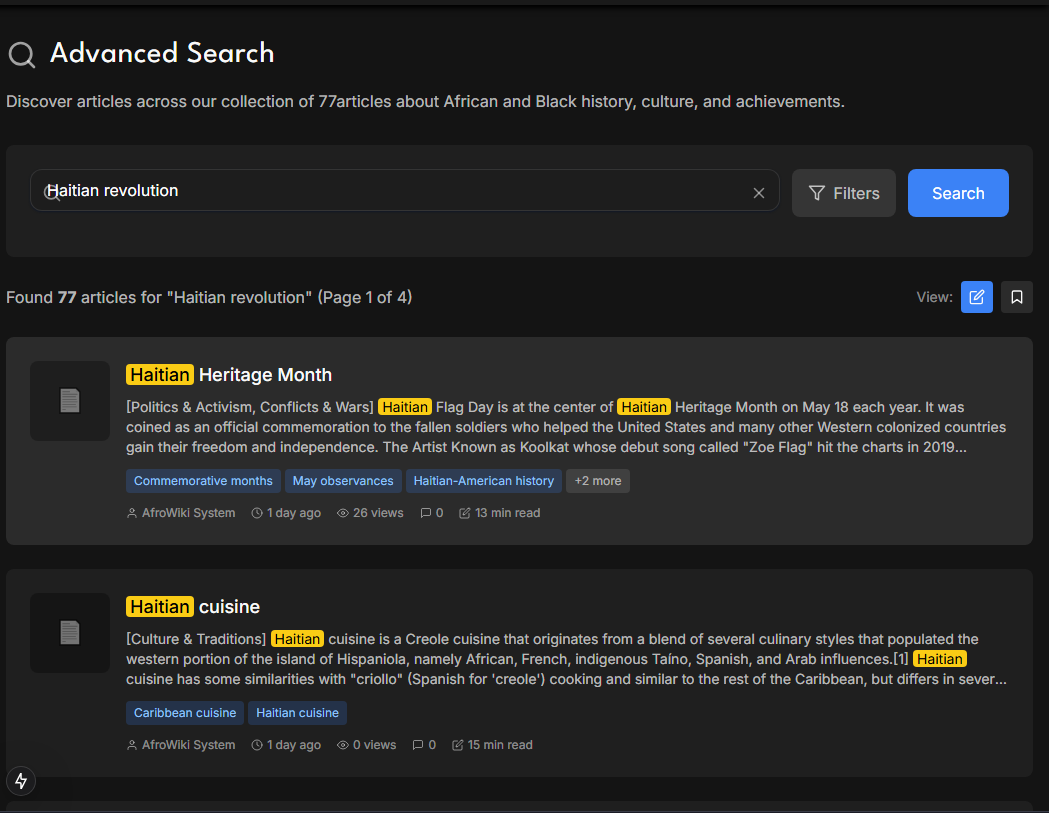 Advanced Search
Discover articles across our collection of 77articles about African and Black history, culture, and achievements.
Haitian revolution
Filters
Search
Found 77 articles for "Haitian revolution" (Page 1 of 4)
View:
Haitian Heritage Month
[Politics & Activism, Conflicts & Wars] Haitian Flag Day is at the center of Haitian Heritage Month on May 18 each year. It was
coined as an official commemoration to the fallen soldiers who helped the United States and many other Western colonized countries
gain their freedom and independence. The Artist Known as Koolkat whose debut song called "Zoe Flag" hit the charts in 2019...
Commemorative months May observances Haitian-American history +2 more
AfroWiki System 1 day ago 26 views 0 13 min read
Haitian cuisine
[Culture & Traditions] Haitian cuisine is a Creole cuisine that originates from a blend of several culinary styles that populated the
western portion of the island of Hispaniola, namely African, French, indigenous Taíno, Spanish, and Arab influences.[1] Haitian
cuisine has some similarities with "criollo" (Spanish for 'creole') cooking and similar to the rest of the Caribbean, but differs in sever...
Caribbean cuisine Haitian cuisine
AfroWiki System 1 day ago 0 views 0 15 min read